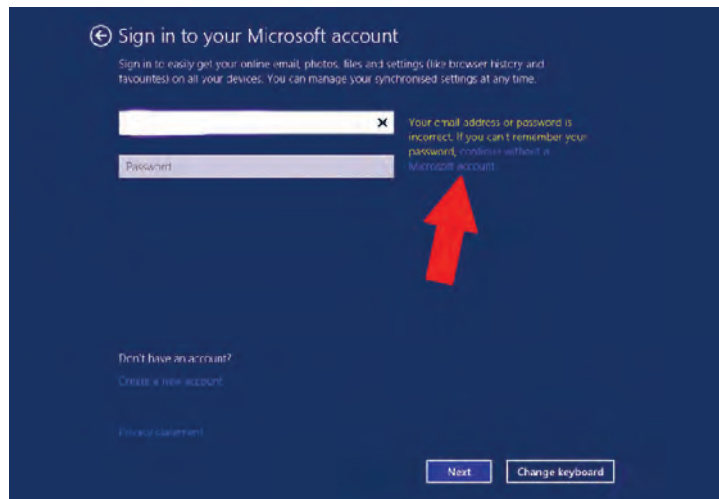 Sign in to your Microsoft account
Sign in to easily get your online email, photos, files and settings (like browser history and
favourites) on all your devices. You can manage your synchronised settings at any time.
Your email address or password is
incorrect. If you can't remember your
password, continue without a
Microsoft account
Password
Don't have an account?
Create a new account
Privacy statement
Next
Change keyboard